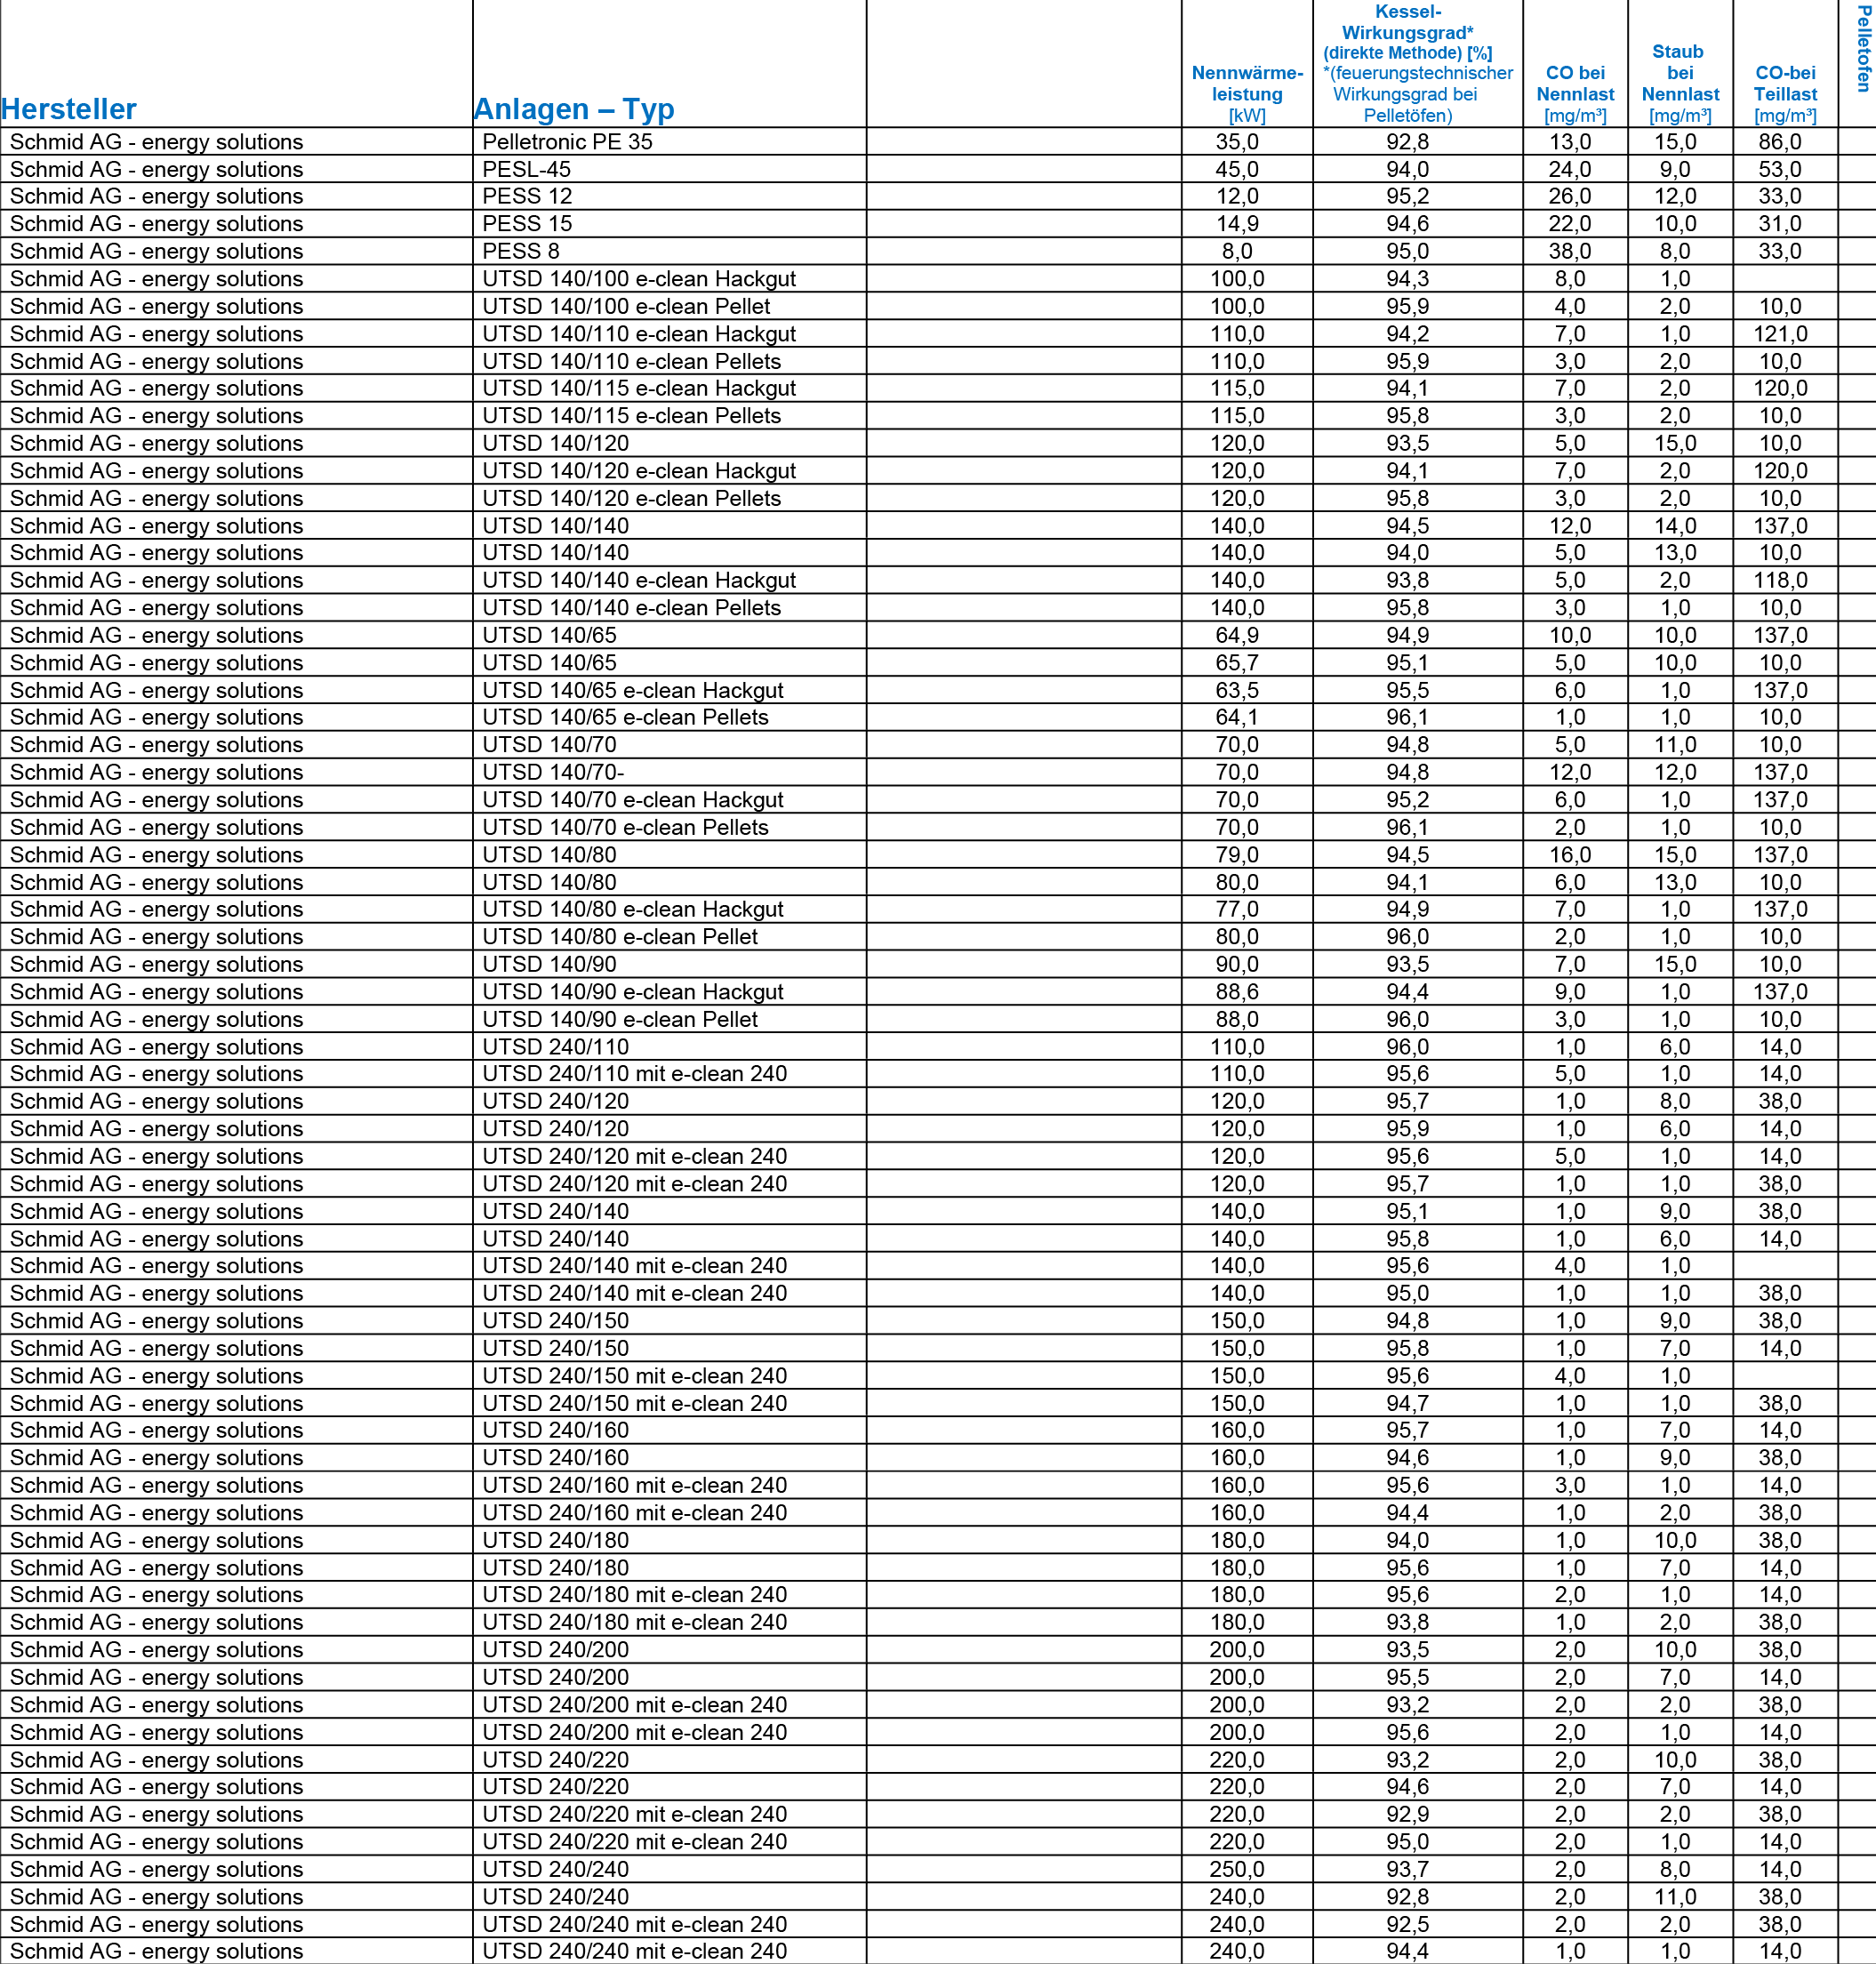 Hersteller Anlagen – Typ Nennwärme-leistung [kW] Kessel-Wirkungsgrad* (direkte Methode) [%] *(feuerungstechnischer Wirkungsgrad bei Pelletöfen) CO bei Nennlast [mg/m³] Staub bei Nennlast [mg/m³] CO-bei Teillast [mg/m³] Pelletofen
Schmid AG - energy solutions Pelletronic PE 35 35,0 92,8 13,0 15,0 86,0
Schmid AG - energy solutions PESL-45 45,0 94,0 24,0 9,0 53,0
Schmid AG - energy solutions PESS 12 12,0 95,2 26,0 12,0 33,0
Schmid AG - energy solutions PESS 15 14,9 94,6 22,0 10,0 31,0
Schmid AG - energy solutions PESS 8 8,0 95,0 38,0 8,0 33,0
Schmid AG - energy solutions UTSD 140/100 e-clean Hackgut 100,0 94,3 8,0 1,0
Schmid AG - energy solutions UTSD 140/100 e-clean Pellet 100,0 95,9 4,0 2,0 10,0
Schmid AG - energy solutions UTSD 140/110 e-clean Hackgut 110,0 94,2 7,0 1,0 121,0
Schmid AG - energy solutions UTSD 140/110 e-clean Pellets 110,0 95,9 3,0 2,0 10,0
Schmid AG - energy solutions UTSD 140/115 e-clean Hackgut 115,0 94,1 7,0 2,0 120,0
Schmid AG - energy solutions UTSD 140/115 e-clean Pellets 115,0 95,8 3,0 2,0 10,0
Schmid AG - energy solutions UTSD 140/120 120,0 93,5 5,0 15,0 10,0
Schmid AG - energy solutions UTSD 140/120 e-clean Hackgut 120,0 94,1 7,0 2,0 120,0
Schmid AG - energy solutions UTSD 140/120 e-clean Pellets 120,0 95,8 3,0 2,0 10,0
Schmid AG - energy solutions UTSD 140/140 140,0 94,5 12,0 14,0 137,0
Schmid AG - energy solutions UTSD 140/140 140,0 94,0 5,0 13,0 10,0
Schmid AG - energy solutions UTSD 140/140 e-clean Hackgut 140,0 93,8 5,0 2,0 118,0
Schmid AG - energy solutions UTSD 140/140 e-clean Pellets 140,0 95,8 3,0 1,0 10,0
Schmid AG - energy solutions UTSD 140/65 64,9 94,9 10,0 10,0 137,0
Schmid AG - energy solutions UTSD 140/65 65,7 95,1 5,0 10,0 10,0
Schmid AG - energy solutions UTSD 140/65 e-clean Hackgut 63,5 95,5 6,0 1,0 137,0
Schmid AG - energy solutions UTSD 140/65 e-clean Pellets 64,1 96,1 1,0 1,0 10,0
Schmid AG - energy solutions UTSD 140/70 70,0 94,8 5,0 11,0 10,0
Schmid AG - energy solutions UTSD 140/70- 70,0 94,8 12,0 12,0 137,0
Schmid AG - energy solutions UTSD 140/70 e-clean Hackgut 70,0 95,2 6,0 1,0 137,0
Schmid AG - energy solutions UTSD 140/70 e-clean Pellets 70,0 96,1 2,0 1,0 10,0
Schmid AG - energy solutions UTSD 140/80 79,0 94,5 16,0 15,0 137,0
Schmid AG - energy solutions UTSD 140/80 80,0 94,1 6,0 13,0 10,0
Schmid AG - energy solutions UTSD 140/80 e-clean Hackgut 77,0 94,9 7,0 1,0 137,0
Schmid AG - energy solutions UTSD 140/80 e-clean Pellet 80,0 96,0 2,0 1,0 10,0
Schmid AG - energy solutions UTSD 140/90 90,0 93,5 7,0 15,0 10,0
Schmid AG - energy solutions UTSD 140/90 e-clean Hackgut 88,6 94,4 9,0 1,0 137,0
Schmid AG - energy solutions UTSD 140/90 e-clean Pellet 88,0 96,0 3,0 1,0 10,0
Schmid AG - energy solutions UTSD 240/110 110,0 96,0 1,0 6,0 14,0
Schmid AG - energy solutions UTSD 240/110 mit e-clean 240 110,0 95,6 5,0 1,0 14,0
Schmid AG - energy solutions UTSD 240/120 120,0 95,7 1,0 8,0 38,0
Schmid AG - energy solutions UTSD 240/120 120,0 95,9 1,0 6,0 14,0
Schmid AG - energy solutions UTSD 240/120 mit e-clean 240 120,0 95,6 5,0 1,0 14,0
Schmid AG - energy solutions UTSD 240/120 mit e-clean 240 120,0 95,7 1,0 1,0 38,0
Schmid AG - energy solutions UTSD 240/140 140,0 95,1 1,0 9,0 38,0
Schmid AG - energy solutions UTSD 240/140 140,0 95,8 1,0 6,0 14,0
Schmid AG - energy solutions UTSD 240/140 mit e-clean 240 140,0 95,6 4,0 1,0
Schmid AG - energy solutions UTSD 240/140 mit e-clean 240 140,0 95,0 1,0 1,0 38,0
Schmid AG - energy solutions UTSD 240/150 150,0 94,8 1,0 9,0 38,0
Schmid AG - energy solutions UTSD 240/150 150,0 95,8 1,0 7,0 14,0
Schmid AG - energy solutions UTSD 240/150 mit e-clean 240 150,0 95,6 4,0 1,0
Schmid AG - energy solutions UTSD 240/150 mit e-clean 240 150,0 94,7 1,0 1,0 38,0
Schmid AG - energy solutions UTSD 240/160 160,0 95,7 1,0 7,0 14,0
Schmid AG - energy solutions UTSD 240/160 160,0 94,6 1,0 9,0 38,0
Schmid AG - energy solutions UTSD 240/160 mit e-clean 240 160,0 95,6 3,0 1,0 14,0
Schmid AG - energy solutions UTSD 240/160 mit e-clean 240 160,0 94,4 1,0 2,0 38,0
Schmid AG - energy solutions UTSD 240/180 180,0 94,0 1,0 10,0 38,0
Schmid AG - energy solutions UTSD 240/180 180,0 95,6 1,0 7,0 14,0
Schmid AG - energy solutions UTSD 240/180 mit e-clean 240 180,0 95,6 2,0 1,0 14,0
Schmid AG - energy solutions UTSD 240/180 mit e-clean 240 180,0 93,8 1,0 2,0 38,0
Schmid AG - energy solutions UTSD 240/200 200,0 93,5 2,0 10,0 38,0
Schmid AG - energy solutions UTSD 240/200 200,0 95,5 2,0 7,0 14,0
Schmid AG - energy solutions UTSD 240/200 mit e-clean 240 200,0 93,2 2,0 2,0 38,0
Schmid AG - energy solutions UTSD 240/200 mit e-clean 240 200,0 95,6 2,0 1,0 14,0
Schmid AG - energy solutions UTSD 240/220 220,0 93,2 2,0 10,0 38,0
Schmid AG - energy solutions UTSD 240/220 220,0 94,6 2,0 7,0 14,0
Schmid AG - energy solutions UTSD 240/220 mit e-clean 240 220,0 92,9 2,0 2,0 38,0
Schmid AG - energy solutions UTSD 240/220 mit e-clean 240 220,0 95,0 2,0 1,0 14,0
Schmid AG - energy solutions UTSD 240/240 250,0 93,7 2,0 8,0 14,0
Schmid AG - energy solutions UTSD 240/240 240,0 92,8 2,0 11,0 38,0
Schmid AG - energy solutions UTSD 240/240 mit e-clean 240 240,0 92,5 2,0 2,0 38,0
Schmid AG - energy solutions UTSD 240/240 mit e-clean 240 240,0 94,4 1,0 1,0 14,0